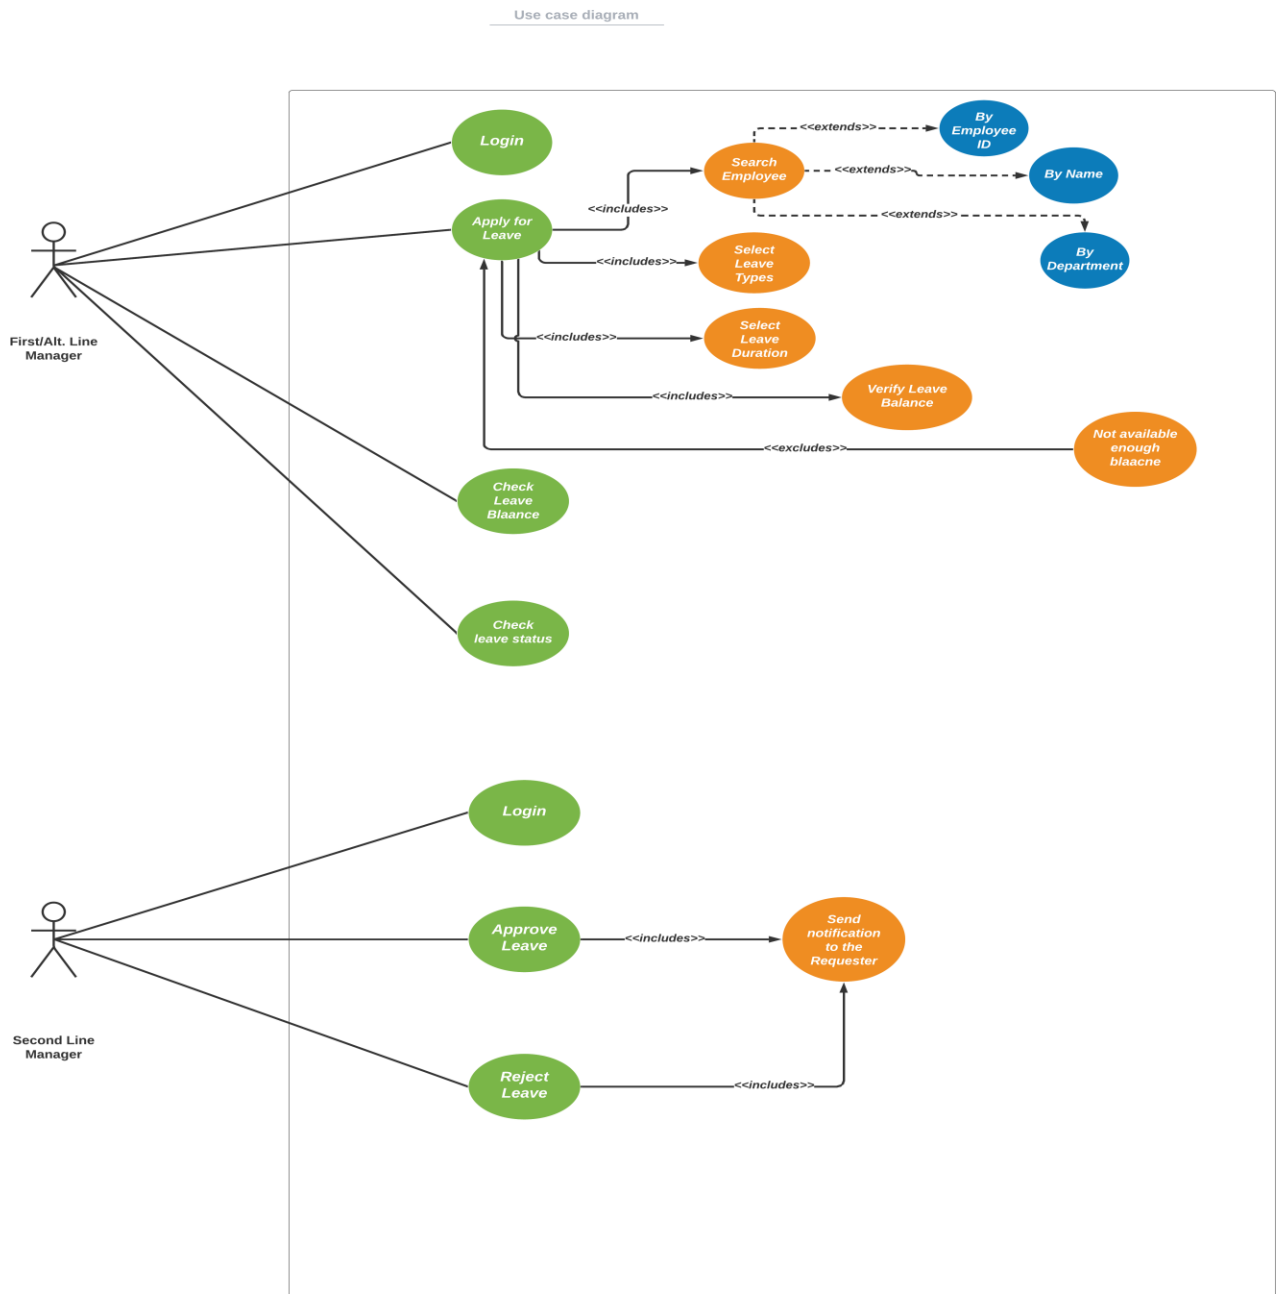 Use case diagram
Login
By
Employee
ID
<<extends>>
Search
Employee
<<extends>>
By Name
<<includes>>
<<extends>>
Apply for
Leave
By
Department
<<includes>>
Select
Leave
Types
First/Alt. Line
Manager
<<includes>>
Select
Leave
Duration
<<includes>>
Verify Leave
Balance
<<excludes>>
Not available
enough
blaacne
Check
Leave
Blaance
Check
leave status
Login
Approve
Leave
<<includes>>
Send
notification
to the
Requester
Second Line
Manager
Reject
Leave
<<includes>>